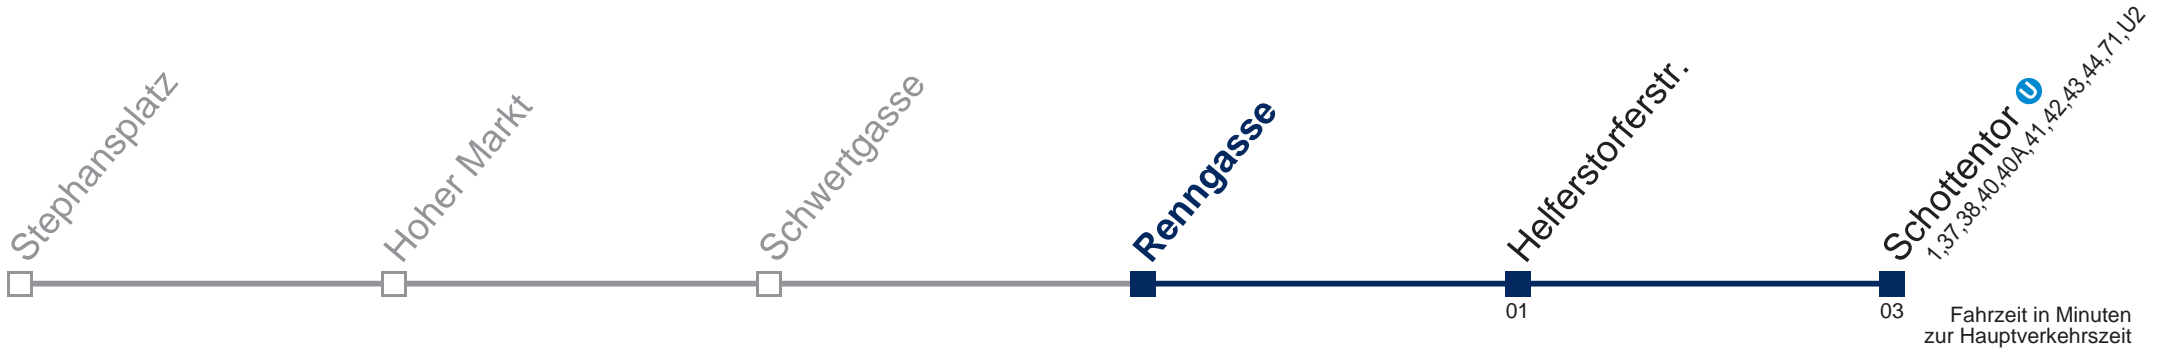 Stephansplatz
Hoher Markt
Schwertgasse
Renngasse
Helferstorferstr.
Schottentor U
1,37,38,40,40A,41,42,43,44,71,U2
01
03
Fahrzeit in Minuten
zur Hauptverkehrszeit